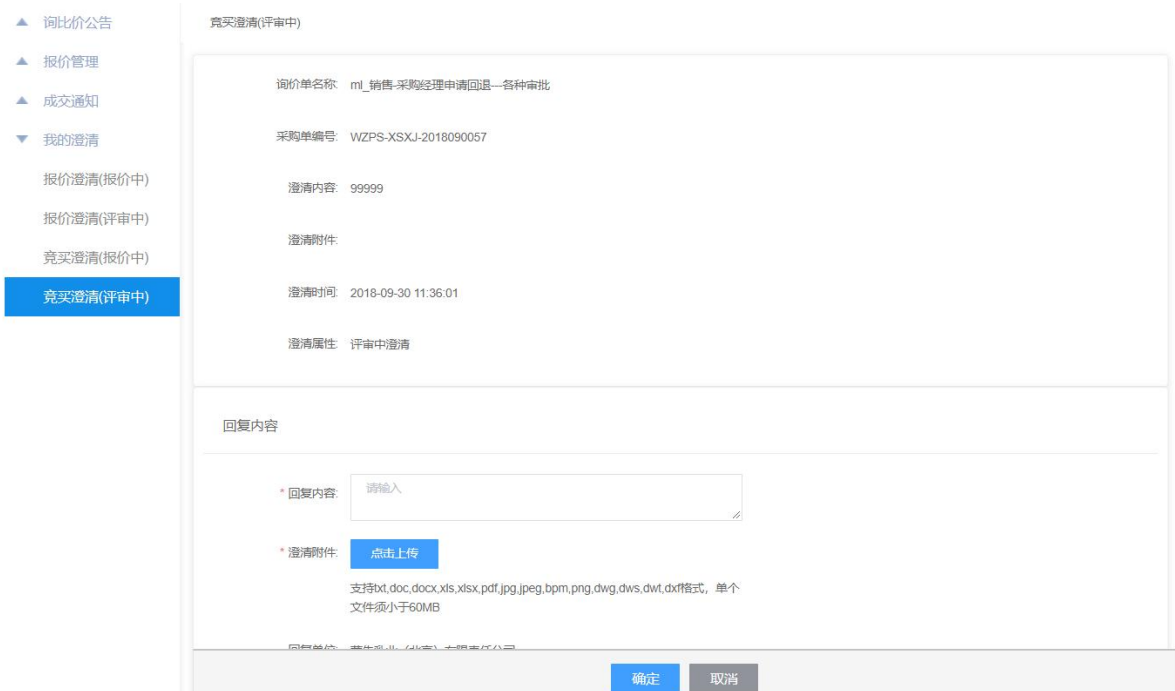 询比价公告
报价管理
成交通知
我的澄清
报价澄清(报价中)
报价澄清(评审中)
竞买澄清(报价中)
竞买澄清(评审中)
竞买澄清(评审中)
询价单名称: ml_销售-采购经理申请回退---各种审批
采购单编号: WZPS-XSXJ-2018090057
澄清内容: 99999
澄清附件:
澄清时间: 2018-09-30 11:36:01
澄清属性: 评审中澄清
回复内容
* 回复内容: 请输入
* 澄清附件: 点击上传
支持txt,doc,docx,xls,xlsx,pdf,jpg,jpeg,bpm,png,dwg,dws,dwt,dxf格式，单个
文件须小于60MB
回复单位:
确定 取消